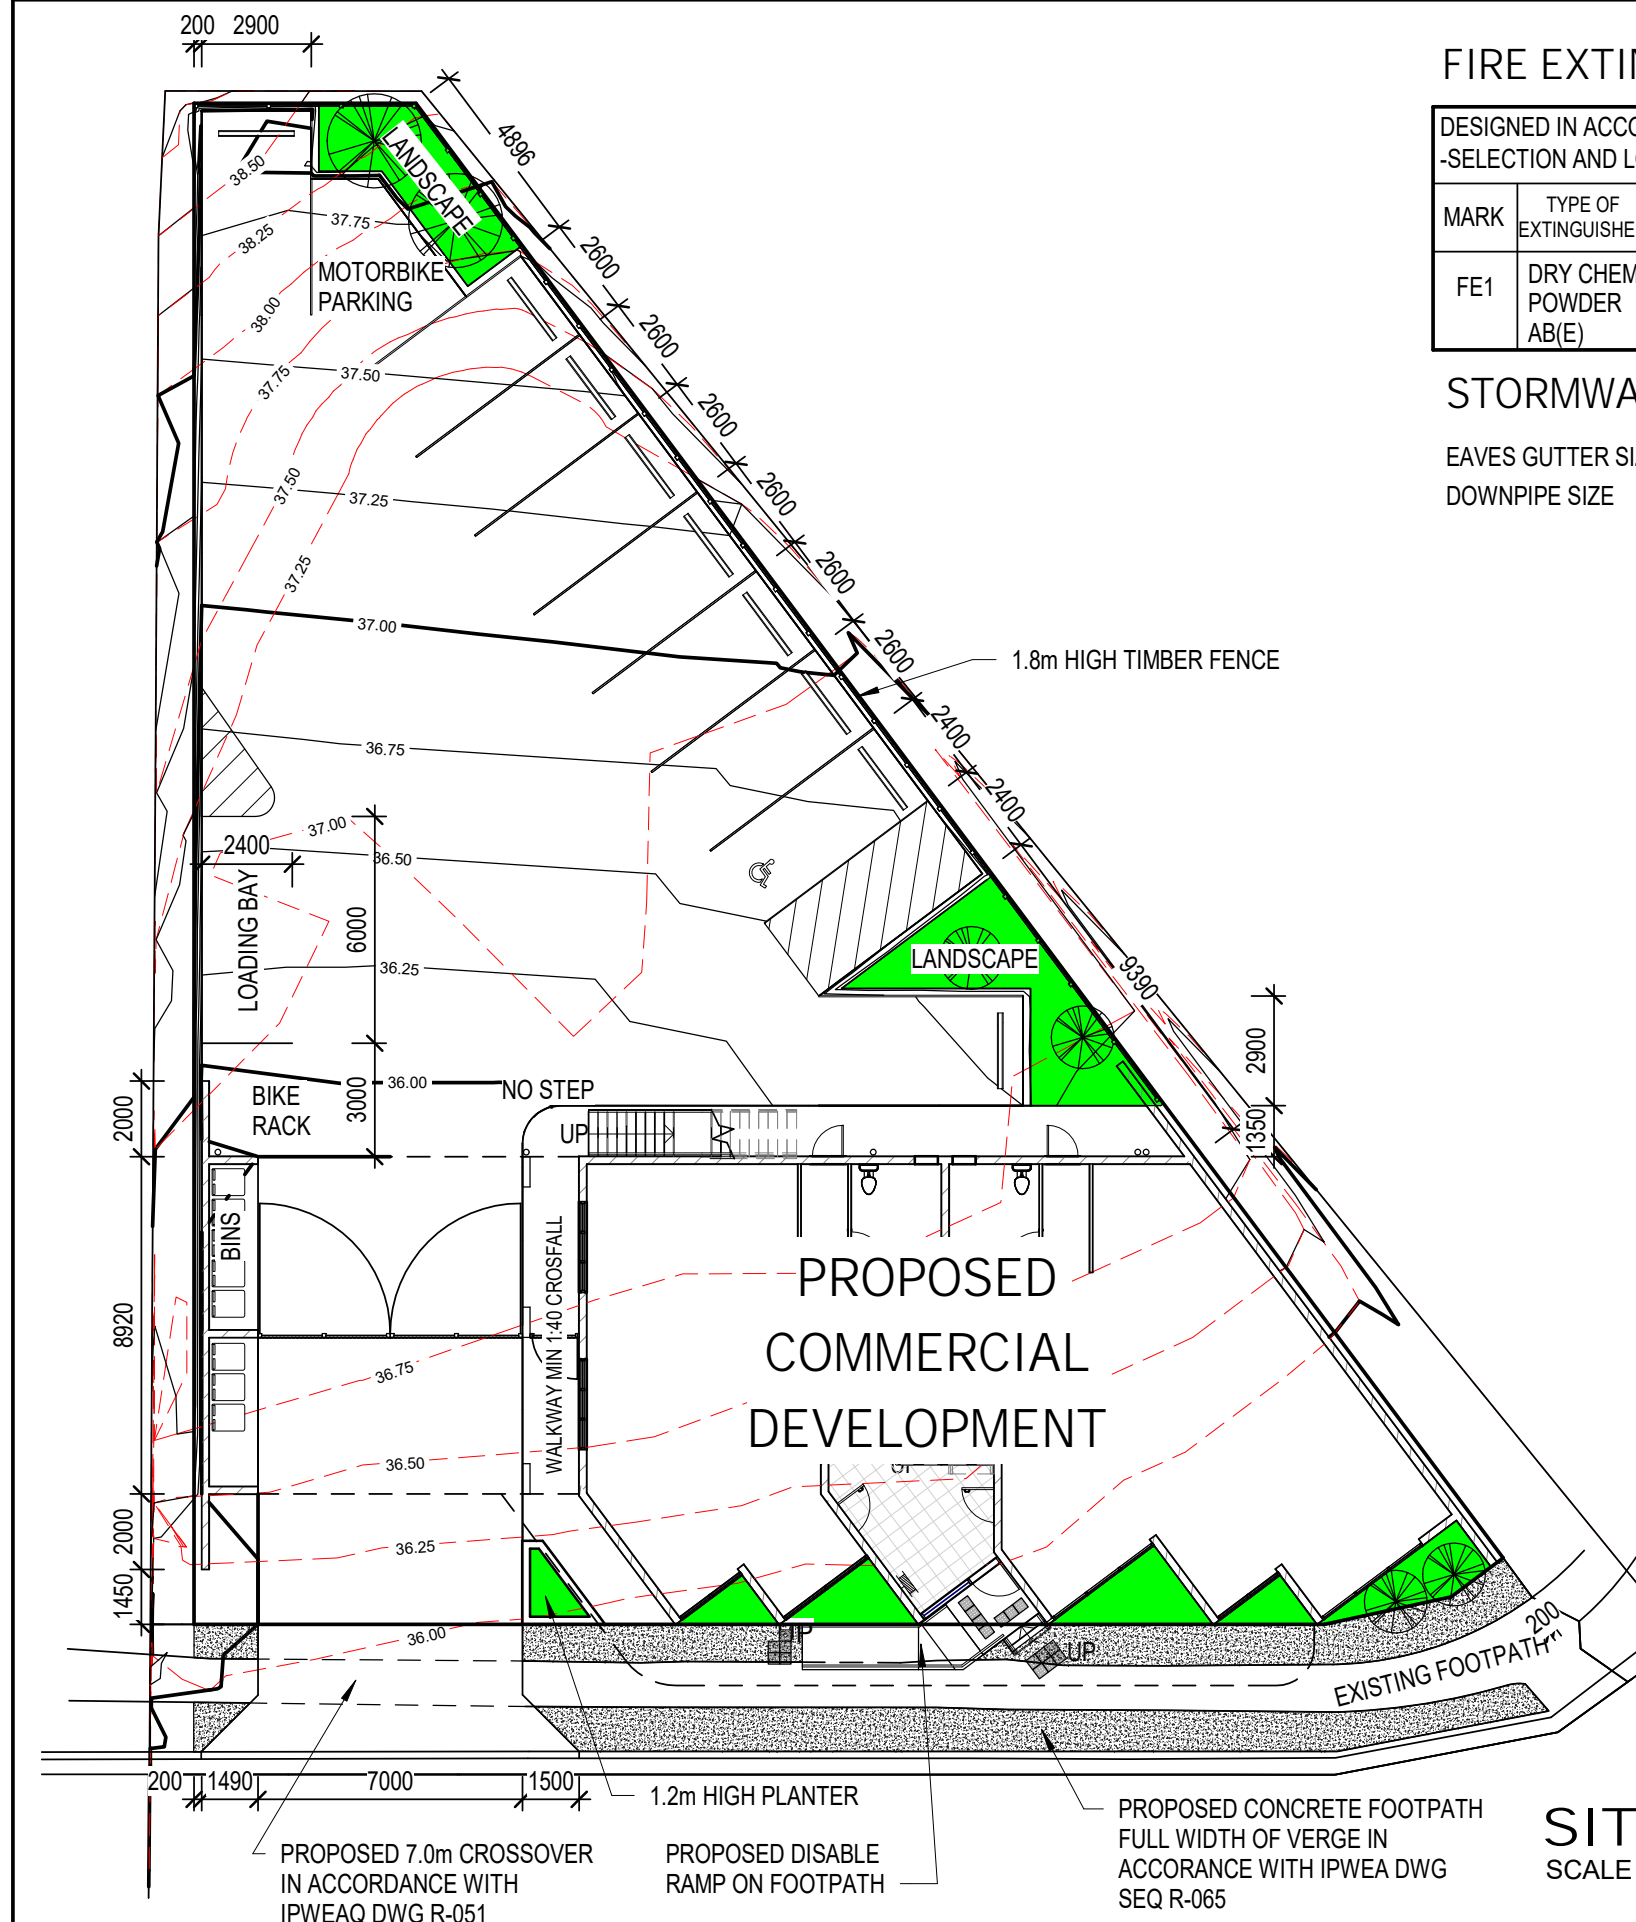 200 2900
FIRE EXTIN
DESIGNED IN ACCO
-SELECTION AND LO
MARK
TYPE OF
EXTINGUISHE
FE1
DRY CHEM
POWDER
AB(E)
STORMWA
EAVES GUTTER SI
DOWNPIPE SIZE
4896
2600
2600
2600
2600
2600
2600
2400
2400
9390
LANDSCAPE
38.50
38.25
38.00
37.75
37.75
MOTORBIKE
PARKING
37.50
37.50
37.25
37.25
37.00
1.8m HIGH TIMBER FENCE
36.75
37.00
2400
36.50
LOADING BAY
6000
36.25
LANDSCAPE
2900
1350
BIKE
RACK
3000
36.00
NO STEP
UP
2000
BINS
8920
WALKWAY MIN 1:40 CROSFALL
PROPOSED
COMMERCIAL
DEVELOPMENT
36.75
36.50
36.25
36.00
2000
1450
UP
200
EXISTING FOOTPATH
200 1490 7000 1500
1.2m HIGH PLANTER
PROPOSED 7.0m CROSSOVER
IN ACCORDANCE WITH
IPWEAQ DWG R-051
PROPOSED DISABLE
RAMP ON FOOTPATH
PROPOSED CONCRETE FOOTPATH
FULL WIDTH OF VERGE IN
ACCORANCE WITH IPWEA DWG
SEQ R-065
SIT
SCALE